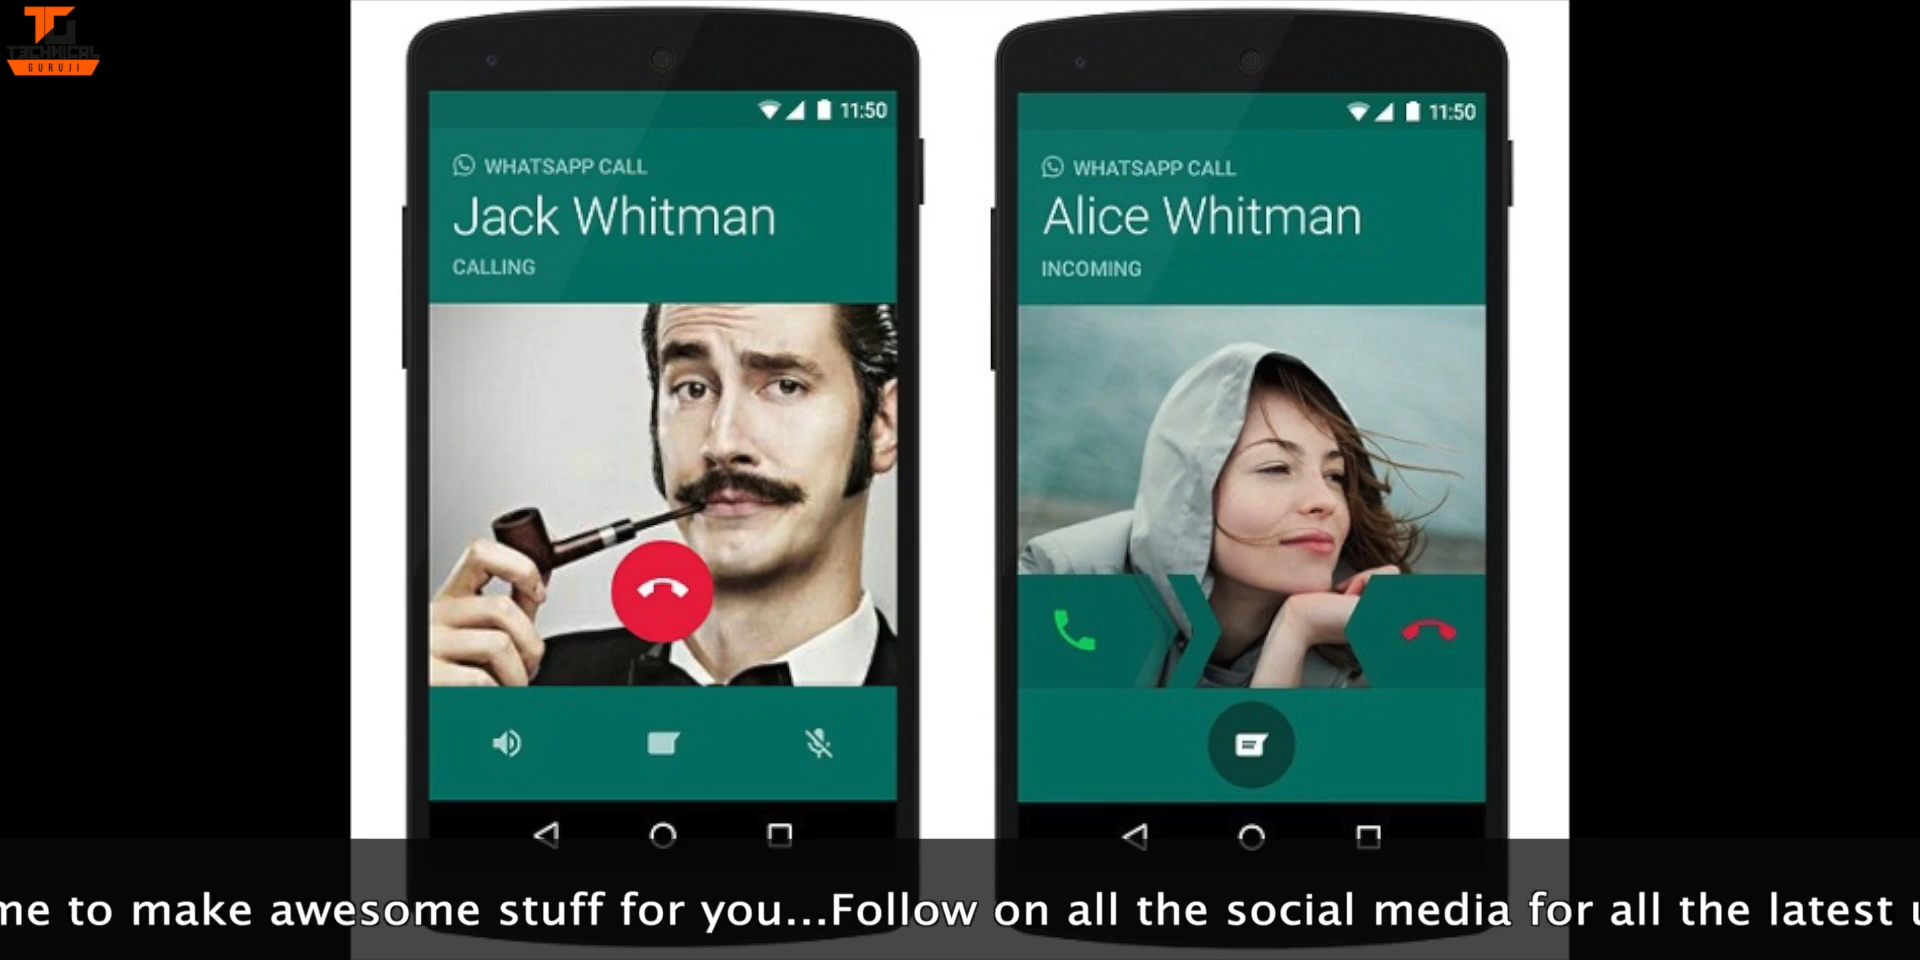 TECHNICAL
GURUJI
11:50
WHATSAPP CALL
Jack Whitman
CALLING
11:50
WHATSAPP CALL
Alice Whitman
INCOMING
me to make awesome stuff for you...Follow on all the social media for all the latest